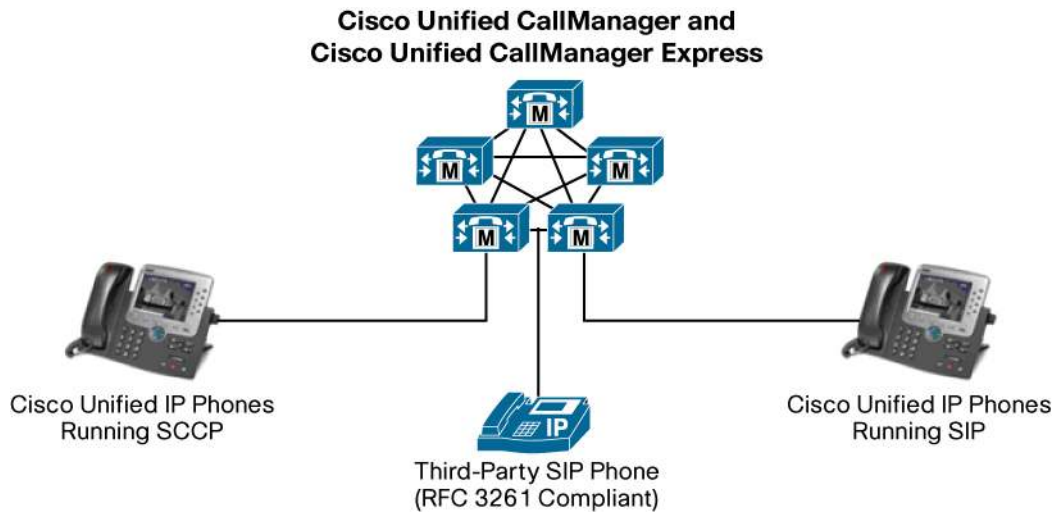 Cisco Unified CallManager and
Cisco Unified CallManager Express
M
M
M
M
M
Cisco Unified IP Phones
Running SCCP
IP
Third-Party SIP Phone
(RFC 3261 Compliant)
Cisco Unified IP Phones
Running SIP